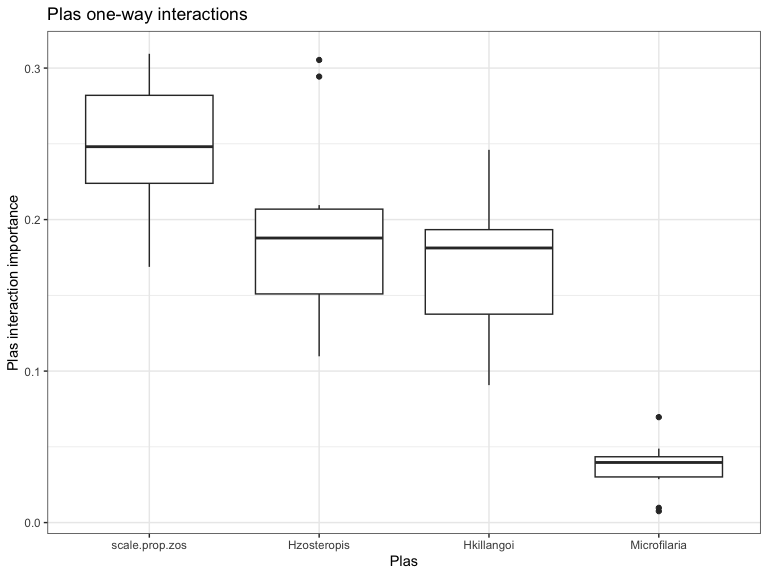 Plas one-way interactions
Plas interaction importance
0.3
0.2
0.1
0.0
scale.prop.zos
Hzosteropis
Hkillangoi
Microfilaria
Plas